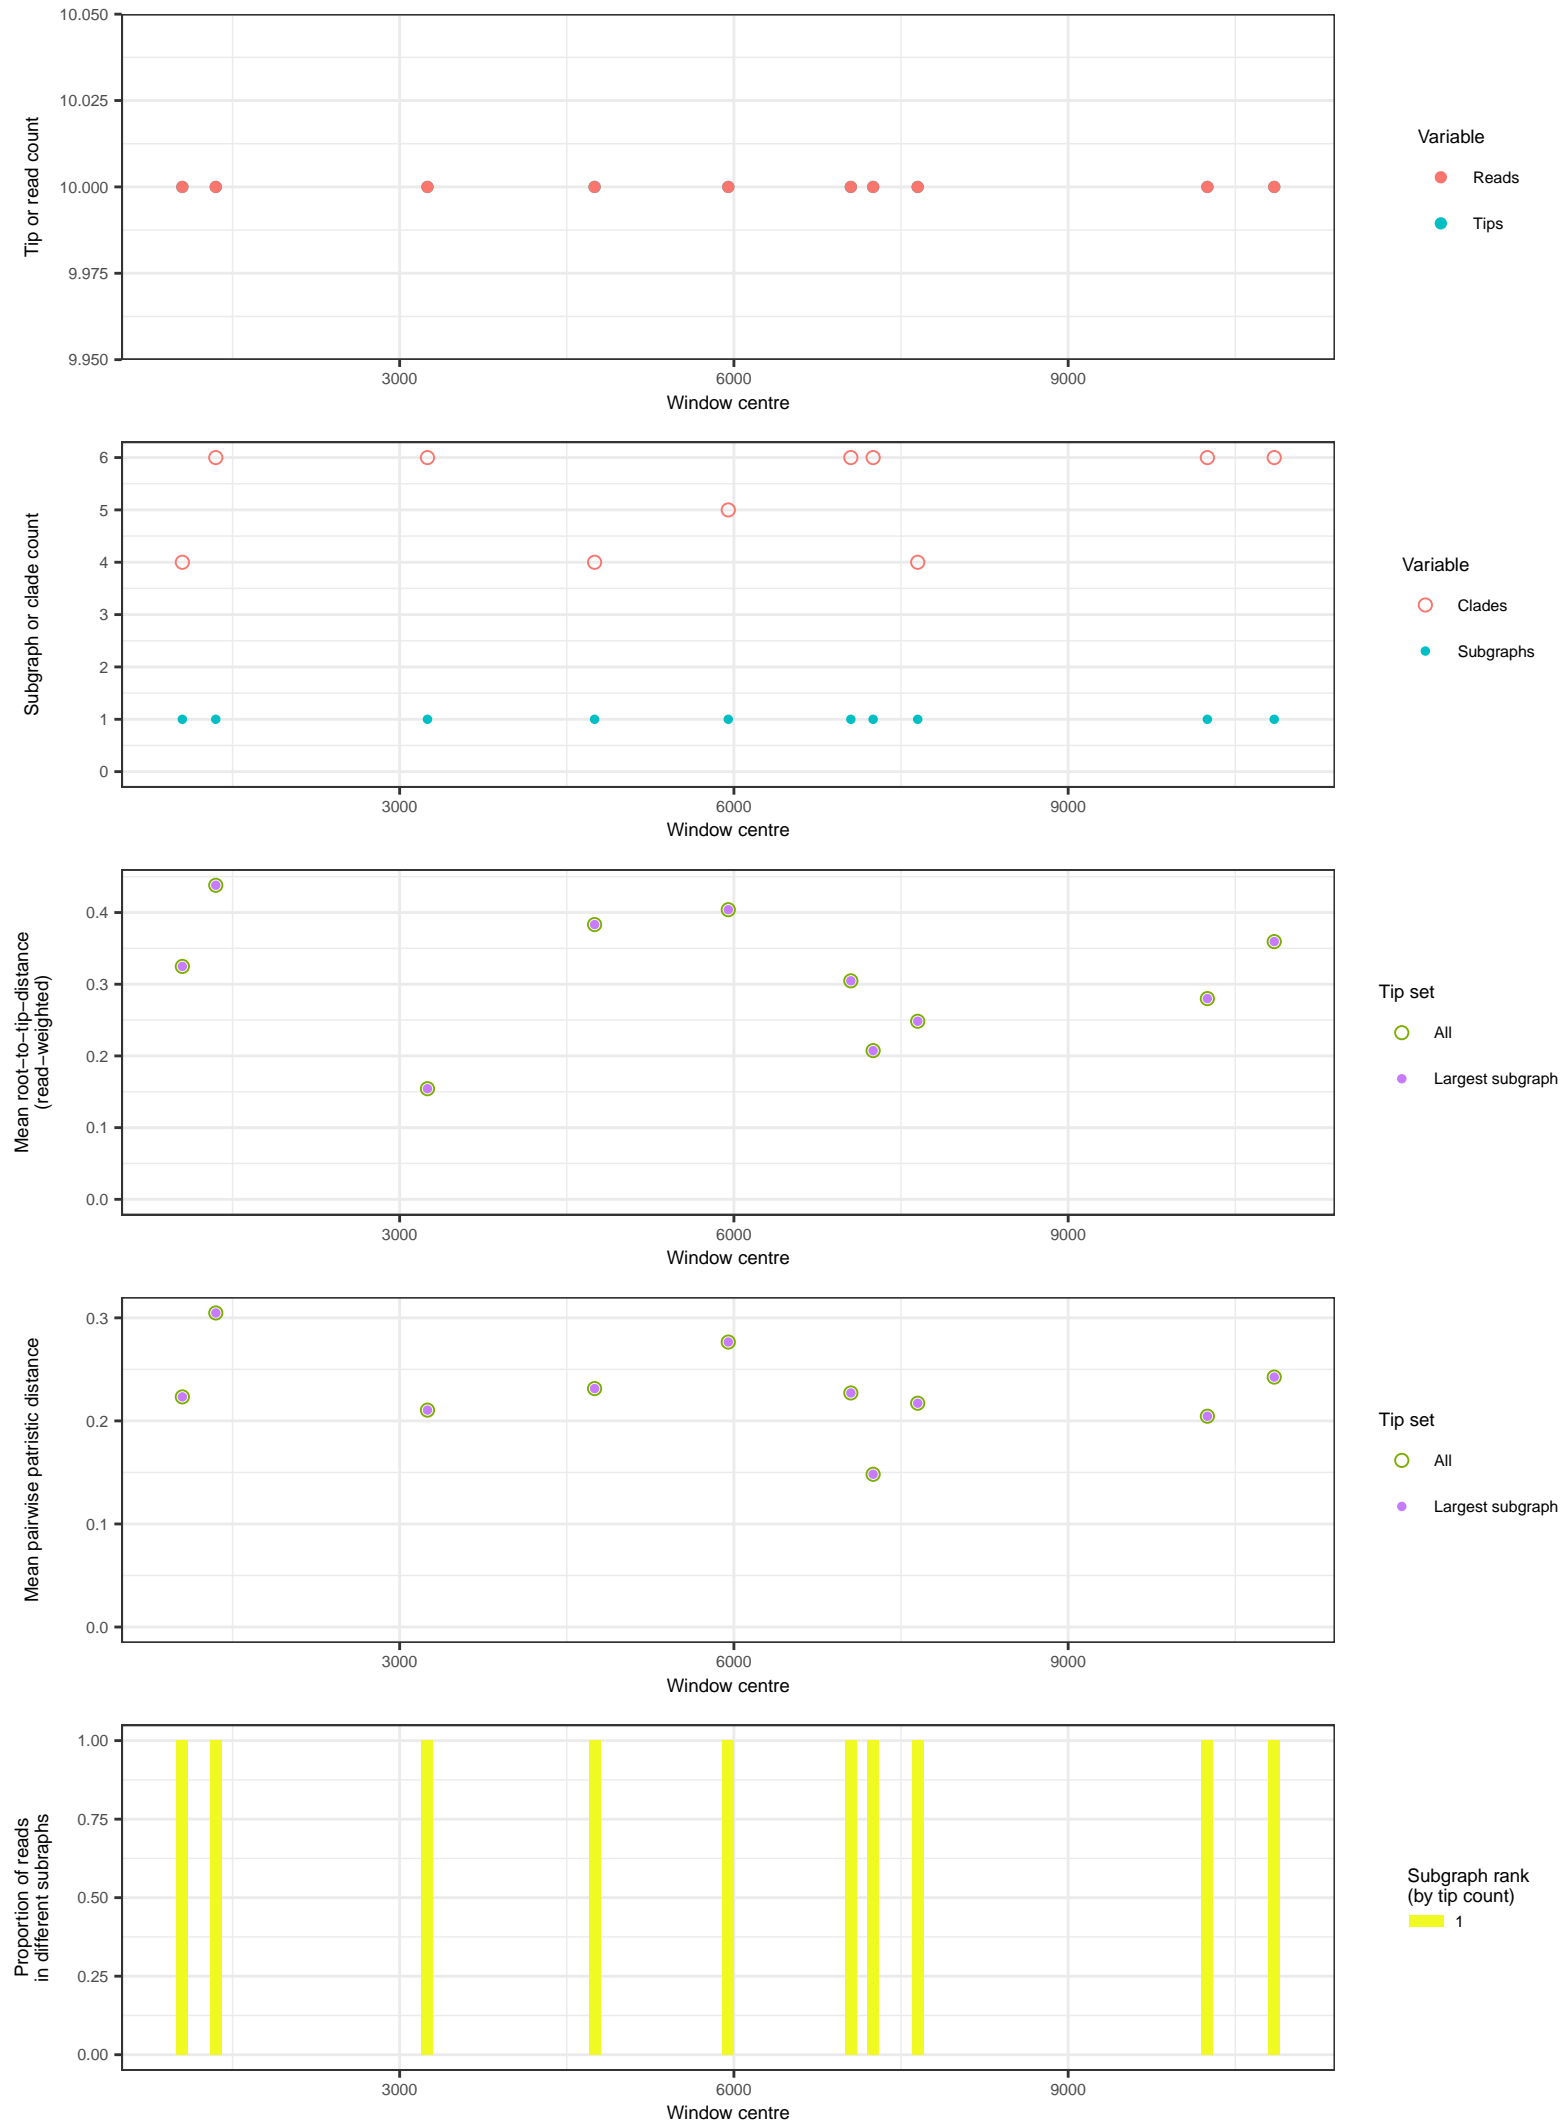 10.050
10.025
10.000
9.975
9.950
Tip or read count
3000 6000 9000
Window centre
Variable
Reads
Tips
6
5
4
3
2
1
0
Subgraph or clade count
3000 6000 9000
Window centre
Variable
Clades
Subgraphs
0.4
0.3
0.2
0.1
0.0
Mean root−to−tip−distance
(read−weighted)
3000 6000 9000
Window centre
Tip set
All
Largest subgraph
0.3
0.2
0.1
0.0
Mean pairwise patristic distance
3000 6000 9000
Window centre
Tip set
All
Largest subgraph
1.00
0.75
0.50
0.25
0.00
Proportion of reads
in different subraphs
3000 6000 9000
Window centre
Subgraph rank
(by tip count)
1